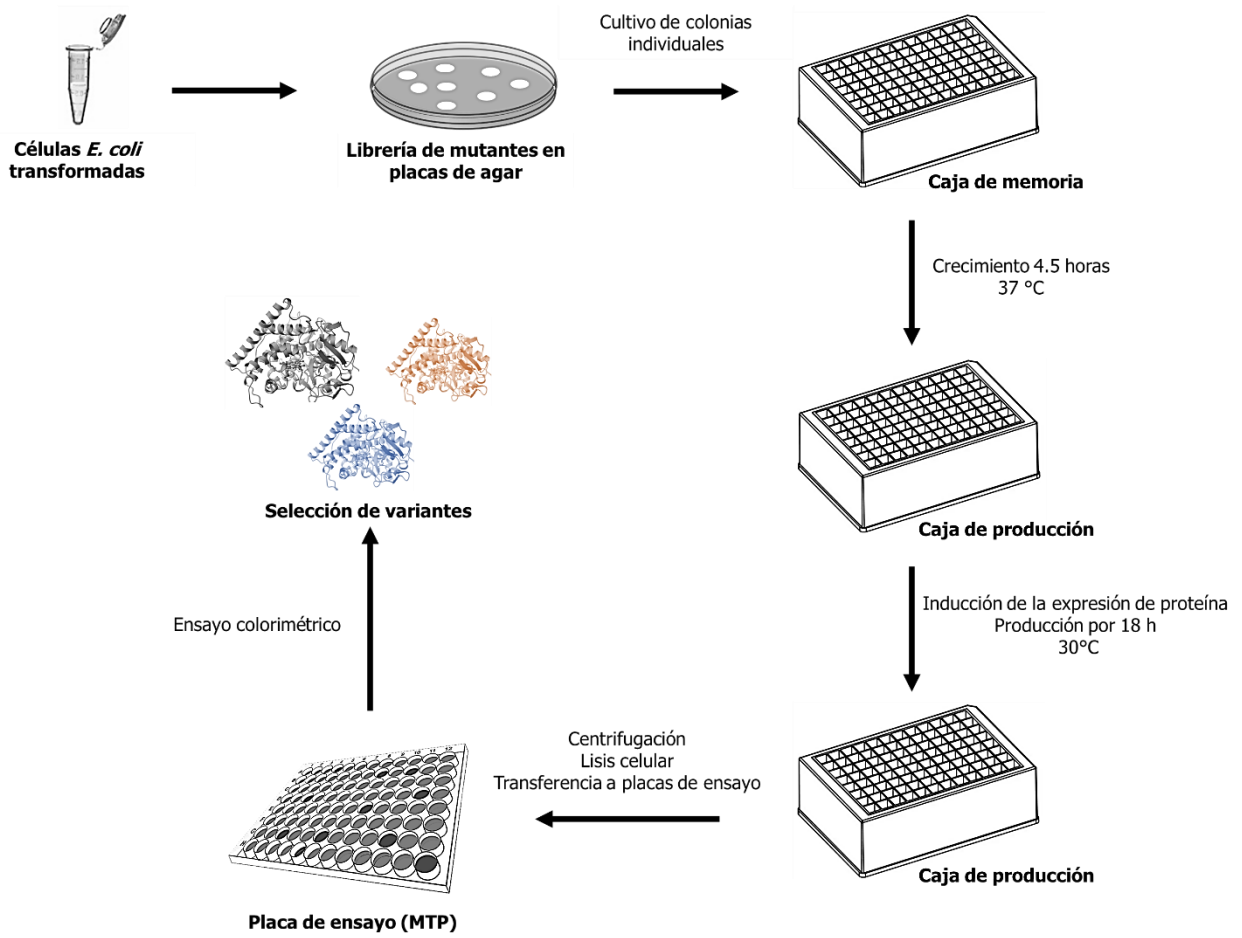 Células E. coli
transformadas
Librería de mutantes en
placas de agar
Cultivo de colonias
individuales
Caja de memoria
Crecimiento 4.5 horas
37 °C
Caja de producción
Inducción de la expresión de proteína
Producción por 18 h
30°C
Caja de producción
Centrifugación
Lisis celular
Transferencia a placas de ensayo
Placa de ensayo (MTP)
Ensayo colorimétrico
Selección de variantes